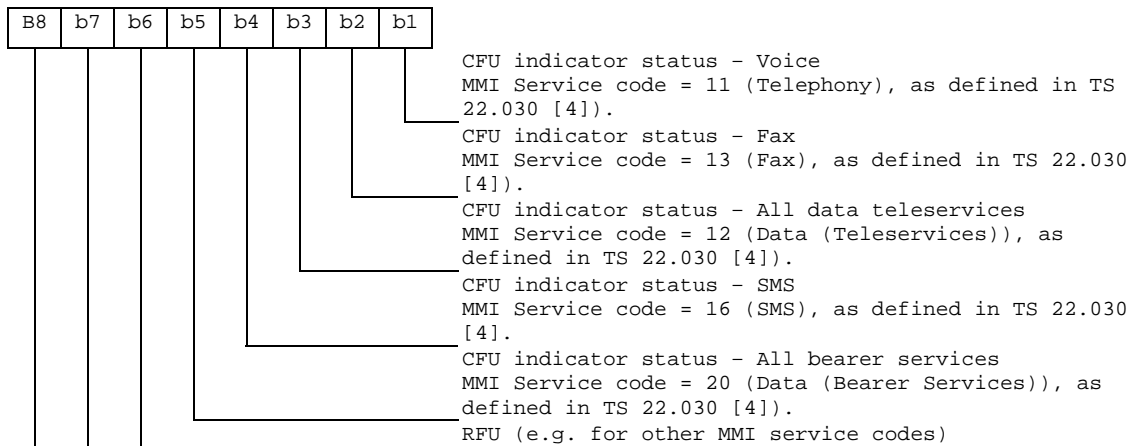 B8 b7 b6 b5 b4 b3 b2 b1
CFU indicator status – Voice
MMI Service code = 11 (Telephony), as defined in TS
22.030 [4]).
CFU indicator status – Fax
MMI Service code = 13 (Fax), as defined in TS 22.030
[4]).
CFU indicator status – All data teleservices
MMI Service code = 12 (Data (Teleservices)), as
defined in TS 22.030 [4]).
CFU indicator status – SMS
MMI Service code = 16 (SMS), as defined in TS 22.030
[4].
CFU indicator status – All bearer services
MMI Service code = 20 (Data (Bearer Services)), as
defined in TS 22.030 [4]).
RFU (e.g. for other MMI service codes)